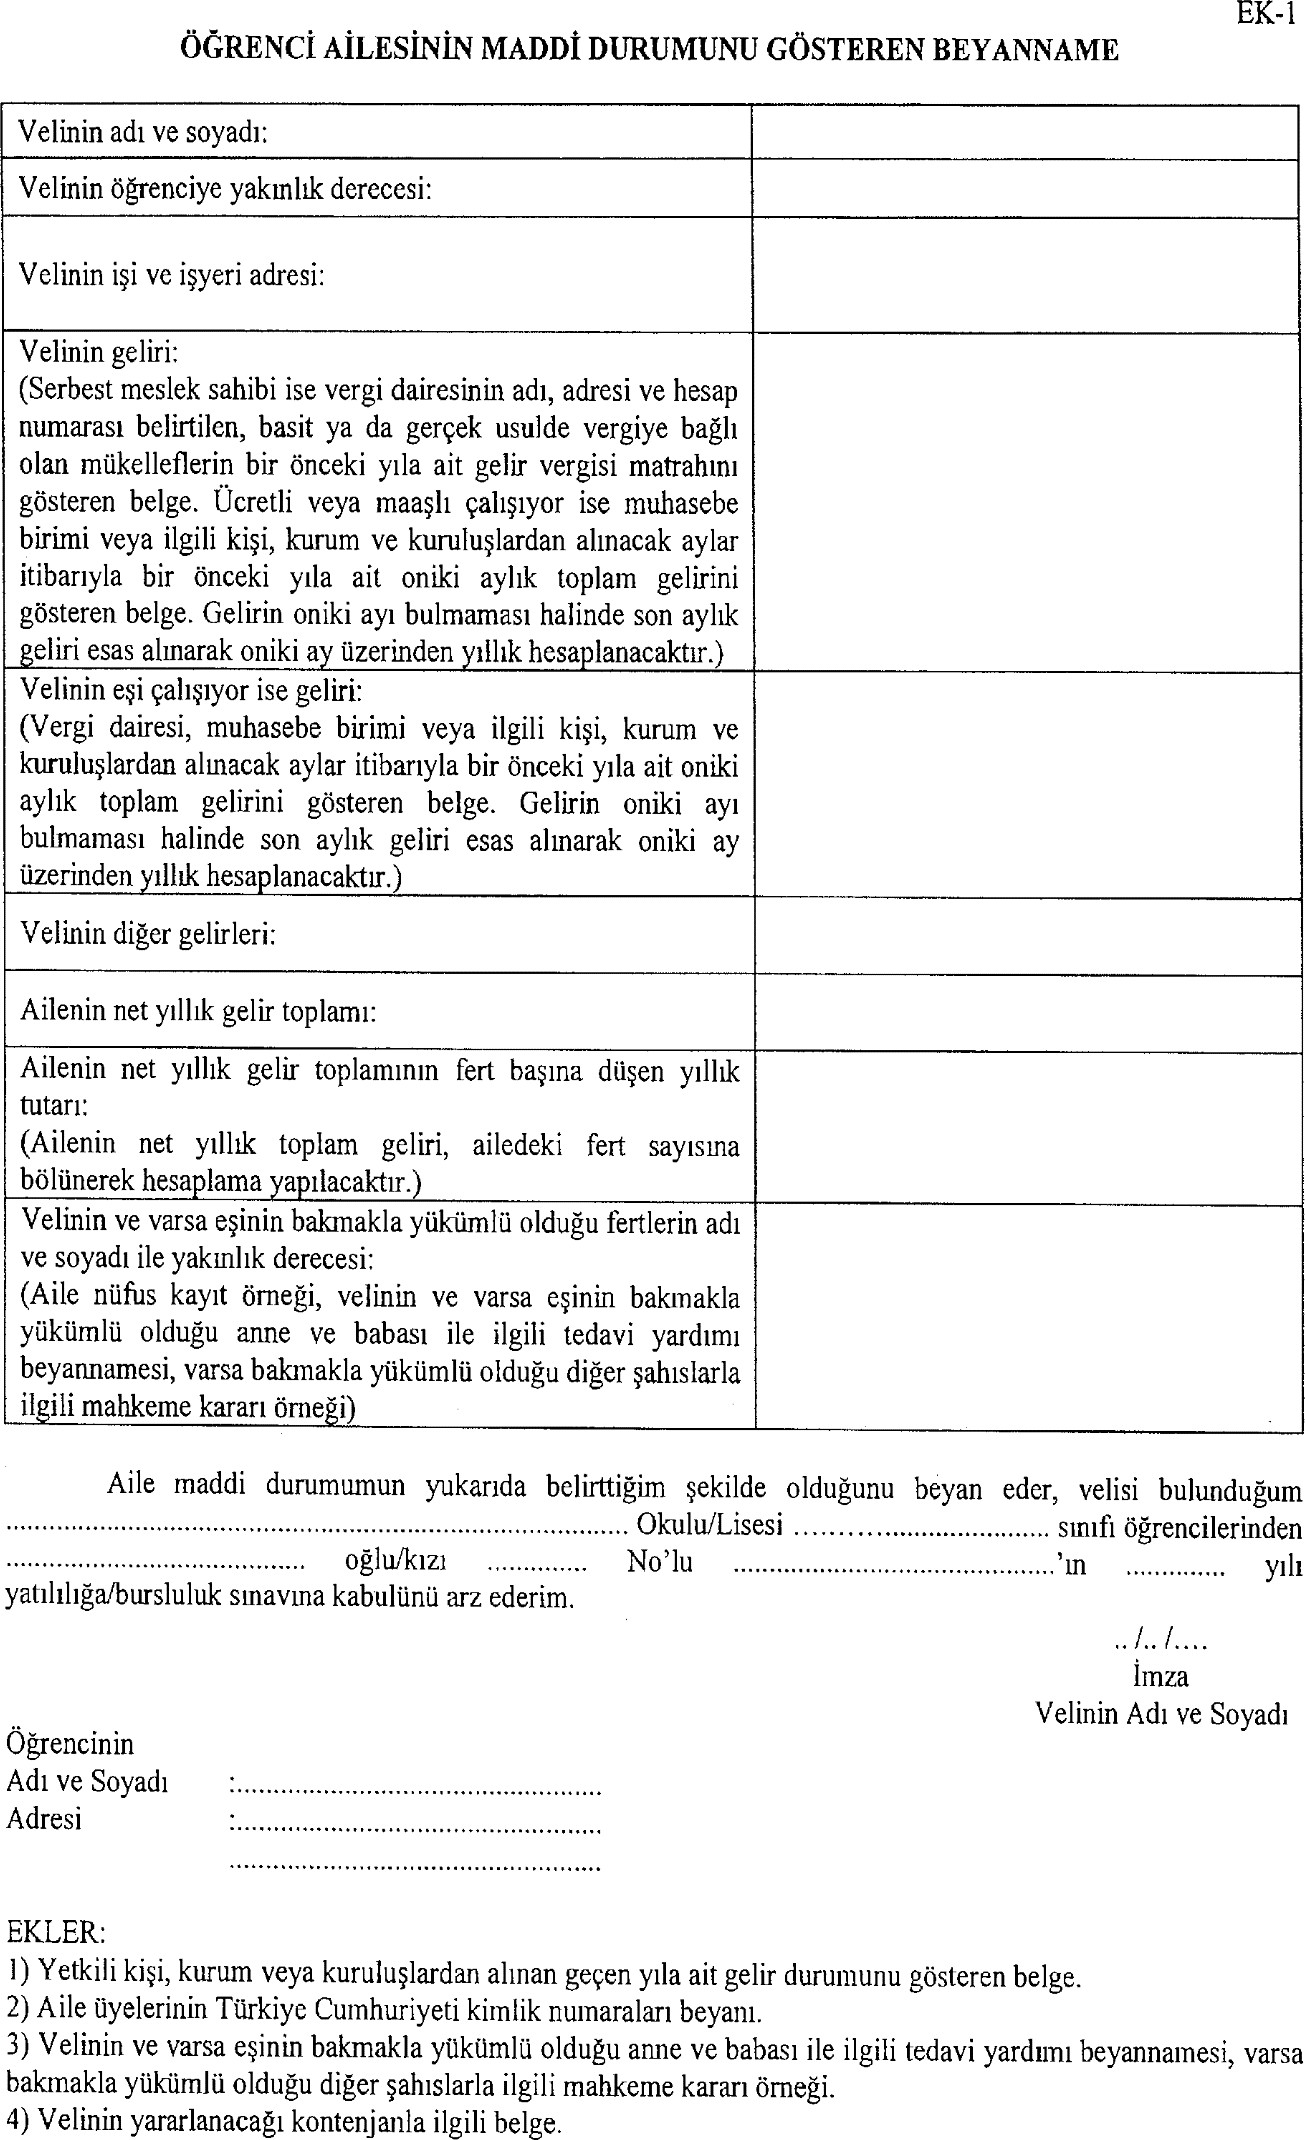 EK-1
ÖĞRENCİ AİLESİNİN MADDİ DURUMUNU GÖSTEREN BEYANNAME
Velinin adı ve soyadı:
Velinin öğrenciye yakınlık derecesi:
Velinin işi ve işyeri adresi:
Velinin geliri:
(Serbest meslek sahibi ise vergi dairesinin adı, adresi ve hesap
numarası belirtilen, basit ya da gerçek usulde vergiye bağlı
olan mükelleflerin bir önceki yıla ait gelir vergisi matrahını
gösteren belge. Ücretli veya maaşlı çalışıyor ise muhasebe
birimi veya ilgili kişi, kurum ve kuruluşlardan alınacak aylar
itibarıyla bir önceki yıla ait oniki aylık toplam gelirini
gösteren belge. Gelirin oniki ayı bulmaması halinde son aylık
geliri esas alınarak oniki ay üzerinden yıllık hesaplanacaktır.)
Velinin eşi çalışıyor ise geliri:
(Vergi dairesi, muhasebe birimi veya ilgili kişi, kurum ve
kuruluşlardan alınacak aylar itibarıyla bir önceki yıla ait oniki
aylık toplam gelirini gösteren belge. Gelirin oniki ayı
bulmaması halinde son aylık geliri esas alınarak oniki ay
üzerinden yıllık hesaplanacaktır.)
Velinin diğer gelirleri:
Ailenin net yıllık gelir toplamı:
Ailenin net yıllık gelir toplamının fert başına düşen yıllık
tutarı:
(Ailenin net yıllık toplam geliri, ailedeki fert sayısına
bölünerek hesaplama yapılacaktır.)
Velinin ve varsa eşinin bakmakla yükümlü olduğu fertlerin adı
ve soyadı ile yakınlık derecesi:
(Aile nüfus kayıt örneği, velinin ve varsa eşinin bakmakla
yükümlü olduğu anne ve babası ile ilgili tedavi yardımı
beyannamesi, varsa bakmakla yükümlü olduğu diğer şahıslarla
ilgili mahkeme kararı örneği)
Aile maddi durumumun yukarıda belirttiğim şekilde olduğunu beyan eder, velisi bulunduğum
.......................................................................... Okulu/Lisesi ................................... sınıfı öğrencilerinden
....................................... oğlu/kızı ............. No'lu ..........................................'ın ............. yılı
yatılılığa/bursluluk sınavına kabulünü arz ederim.
../../....
İmza
Velinin Adı ve Soyadı
Öğrencinin
Adı ve Soyadı :................................................
Adresi :................................................
.................................................
EKLER:
1) Yetkili kişi, kurum veya kuruluşlardan alınan geçen yıla ait gelir durumunu gösteren belge.
2) Aile üyelerinin Türkiye Cumhuriyeti kimlik numaraları beyanı.
3) Velinin ve varsa eşinin bakmakla yükümlü olduğu anne ve babası ile ilgili tedavi yardımı beyannamesi, varsa
bakmakla yükümlü olduğu diğer şahıslarla ilgili mahkeme kararı örneği.
4) Velinin yararlanacağı kontenjanla ilgili belge.